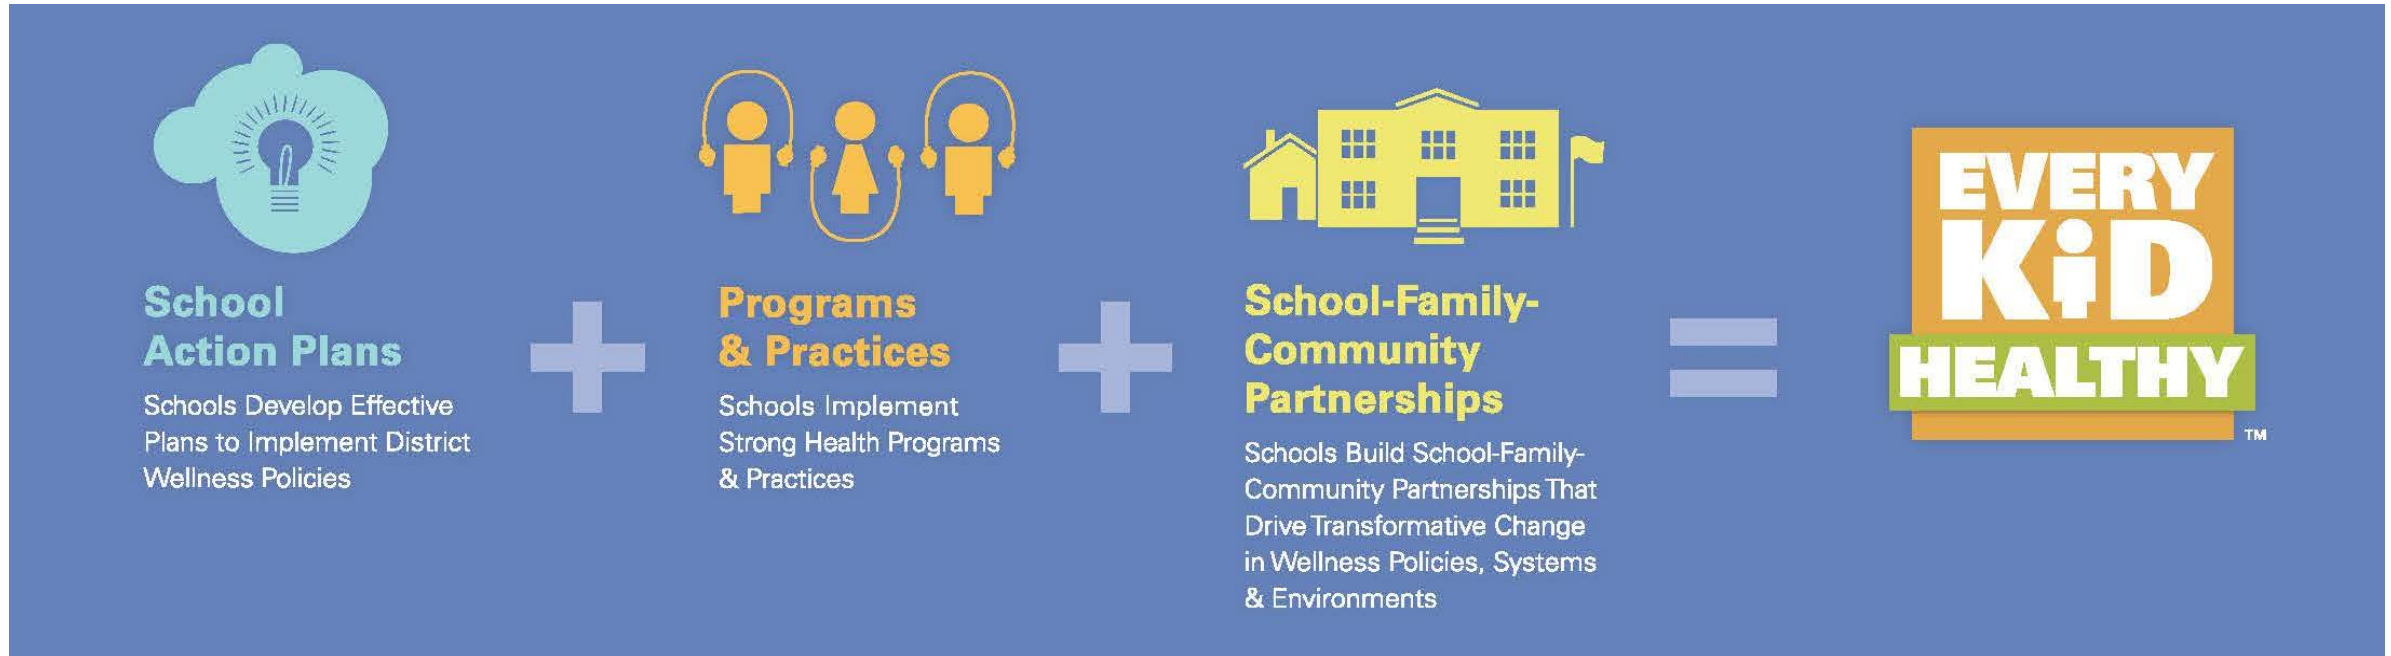 School
Action Plans
Schools Develop Effective
Plans to Implement District
Wellness Policies
Programs
& Practices
Schools Implement
Strong Health Programs
& Practices
School-Family-
Community
Partnerships
Schools Build School-Family-
Community Partnerships That
Drive Transformative Change
in Wellness Policies, Systems
& Environments
EVERY
KiD
HEALTHY
TM